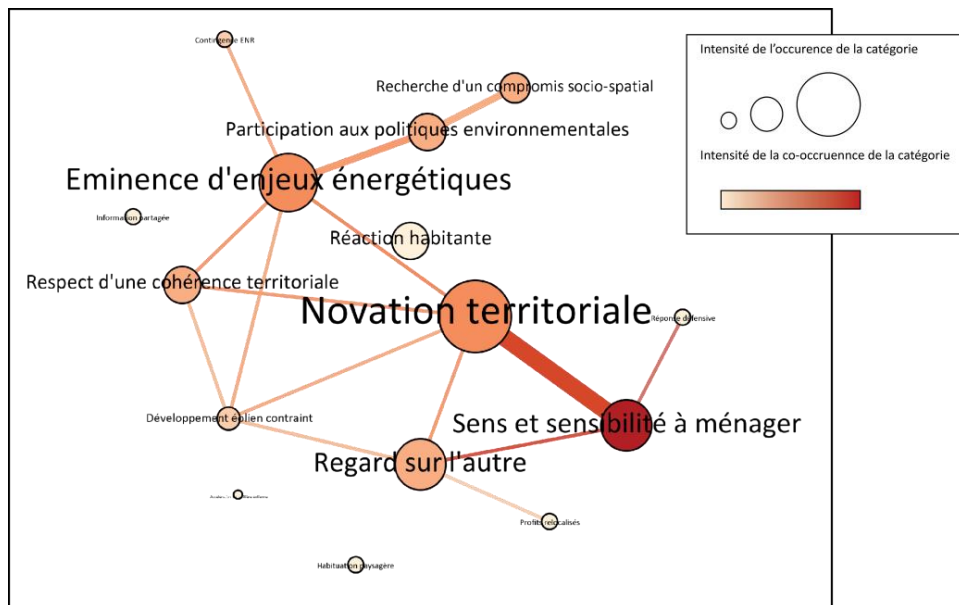 Contingence ENR
Intensité de l'occurence de la catégorie
Recherche d'un compromis socio-spatial
Participation aux politiques environnementales
Intensité de la co-occruennce de la catégorie
Eminence d'enjeux énergétiques
Information partagée
Réaction habitante
Respect d'une cohérence territoriale
Novation territoriale
Réponse défensive
Développement éolien contraint
Sens et sensibilité à ménager
Regard sur l'autre
Profits relocalisés
Habituation paysagère